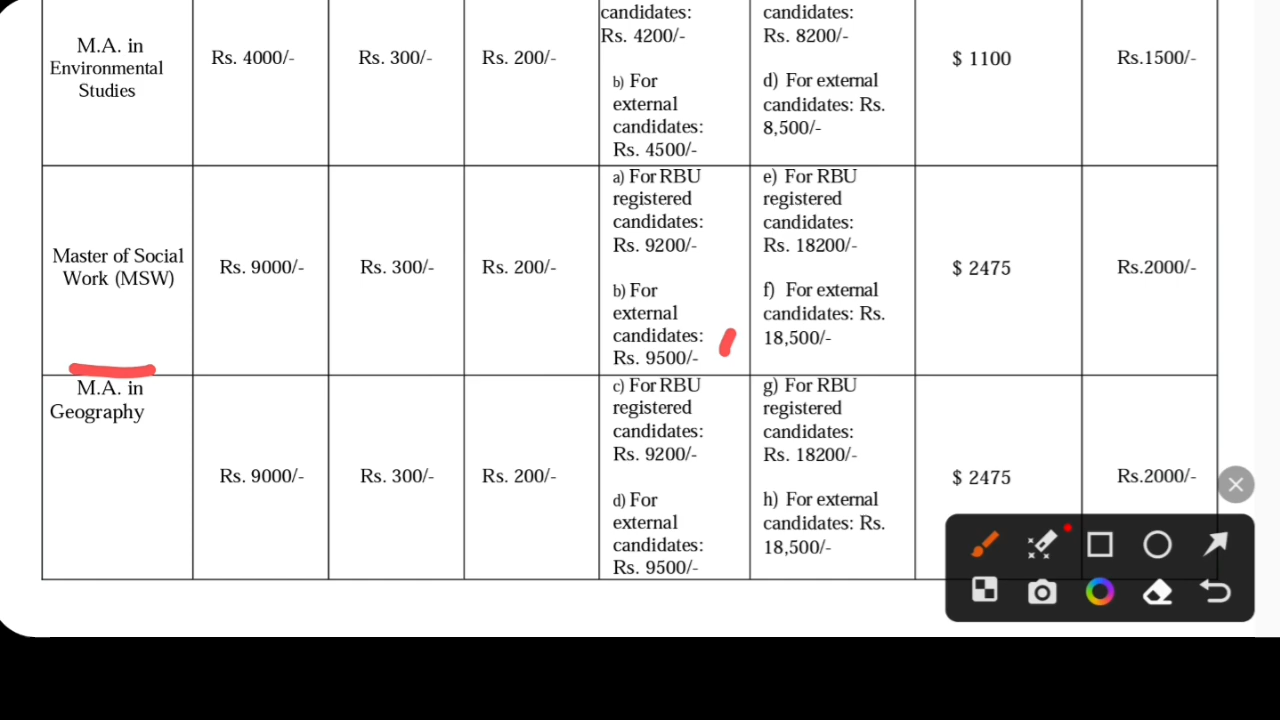 candidates:
Rs. 4200/-
b) For
external
candidates:
Rs. 4500/-
candidates:
Rs. 8200/-
d) For external
candidates: Rs.
8,500/-
M.A. in
Environmental
Studies
Rs. 4000/-
Rs. 300/-
Rs. 200/-
$ 1100
Rs.1500/-
Master of Social
Work (MSW)
Rs. 9000/-
Rs. 300/-
Rs. 200/-
a) For RBU
registered
candidates:
Rs. 9200/-
b) For
external
candidates:
Rs. 9500/-
e) For RBU
registered
candidates:
Rs. 18200/-
f) For external
candidates: Rs.
18,500/-
$ 2475
Rs.2000/-
M.A. in
Geography
Rs. 9000/-
Rs. 300/-
Rs. 200/-
c) For RBU
registered
candidates:
Rs. 9200/-
d) For
external
candidates:
Rs. 9500/-
g) For RBU
registered
candidates:
Rs. 18200/-
h) For external
candidates: Rs.
18,500/-
$ 2475
Rs.2000/-